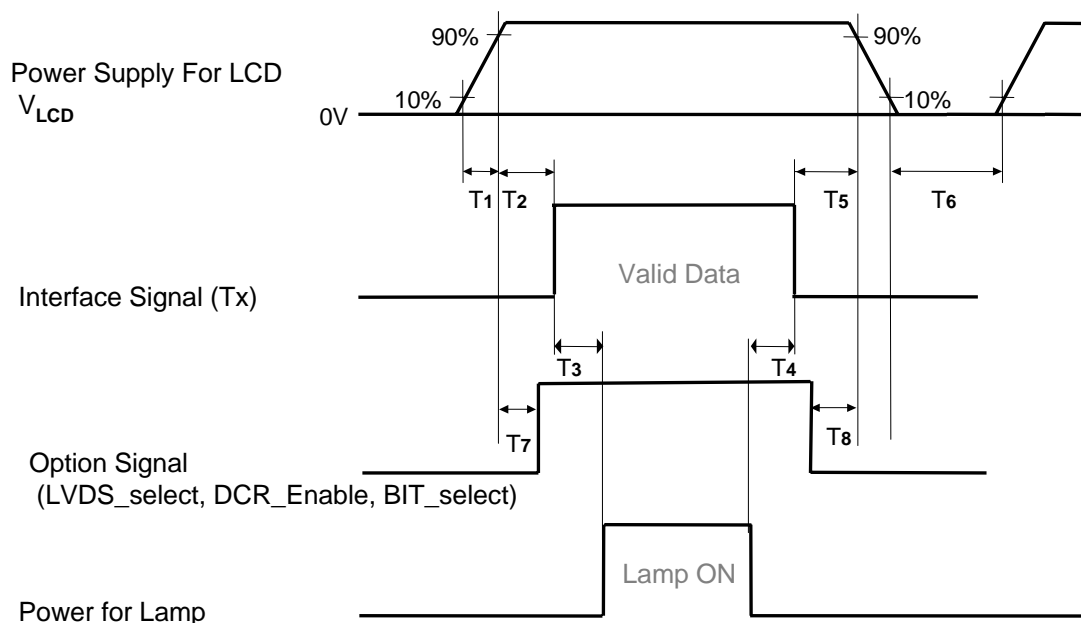 90%
90%
Power Supply For LCD
VLCD
10%
10%
0V
T1
T2
T5
T6
Valid Data
Interface Signal (Tx)
T3
T4
T7
T8
Option Signal
(LVDS_select, DCR_Enable, BIT_select)
Lamp ON
Power for Lamp